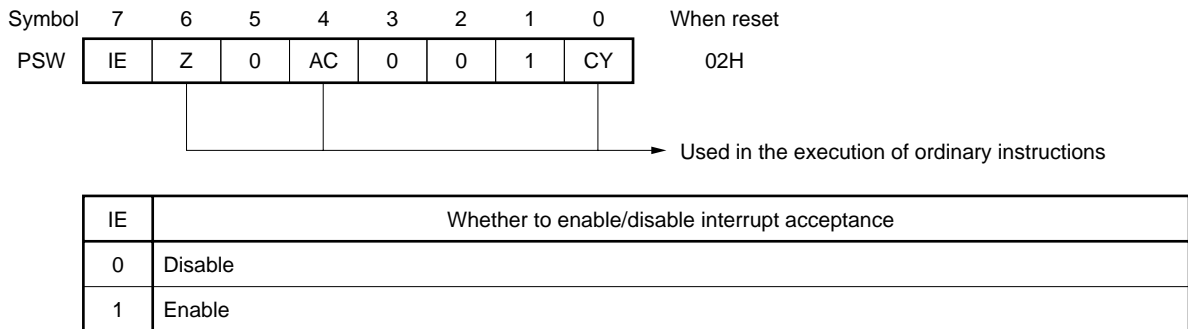 Symbol 7 6 5 4 3 2 1 0 When reset
PSW IE Z 0 AC 0 0 1 CY 02H
Used in the execution of ordinary instructions
IE Whether to enable/disable interrupt acceptance
0 Disable
1 Enable